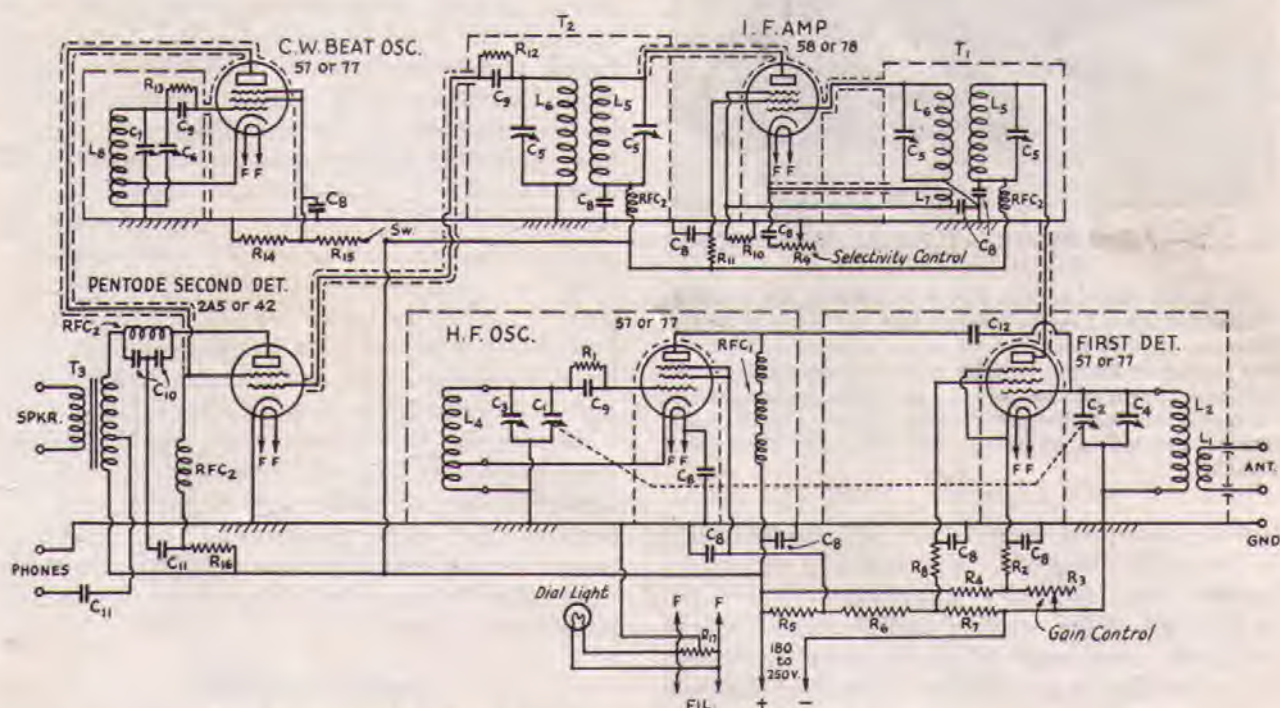 T2
I. F. AMP
58 or 78
T1
C.W. BEAT OSC.
57 or 77
R12
C9
L6
L5
C5
C5
L6
L5
C5
C5
R13
C9
C7
C6
L8
F F
F F
C8
C8
RFC2
L7
RFC2
C8
C8
R11
R10
C8
R9
Selectivity Control
Sw.
R14
R15
PENTODE SECOND DET.
2A5 or 42
RFC2
T3
C10
SPKR.
RFC2
F F
H.F. OSC.
57 or 77
RFC1
C12
FIRST DET.
57 or 77
R1
C9
C3
C1
L4
F F
C8
C2
C4
L2
L1
F F
ANT.
GND
PHONES
C11
R16
C11
C8
C8
R8
C8
R2
C8
R4
R3
Gain Control
R5
R6
R7
Dial Light
F
F
R17
180
to
250V.
FIL.
+
−